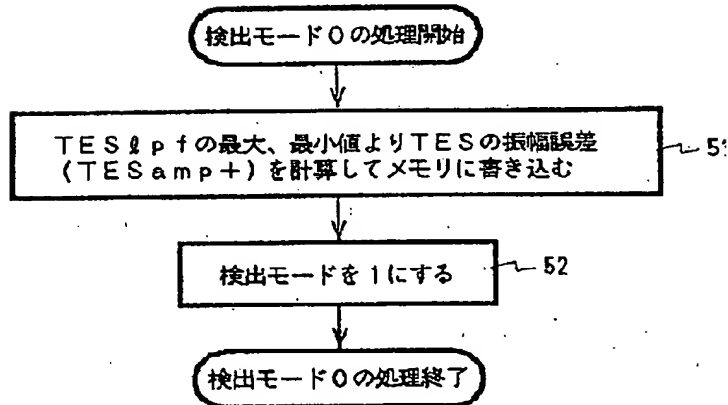 検出モード0の処理開始
TESℓpfの最大、最小値よりTESの振幅誤差
(TESamp+)を計算してメモリに書き込む
検出モードを1にする
52
検出モード0の処理終了